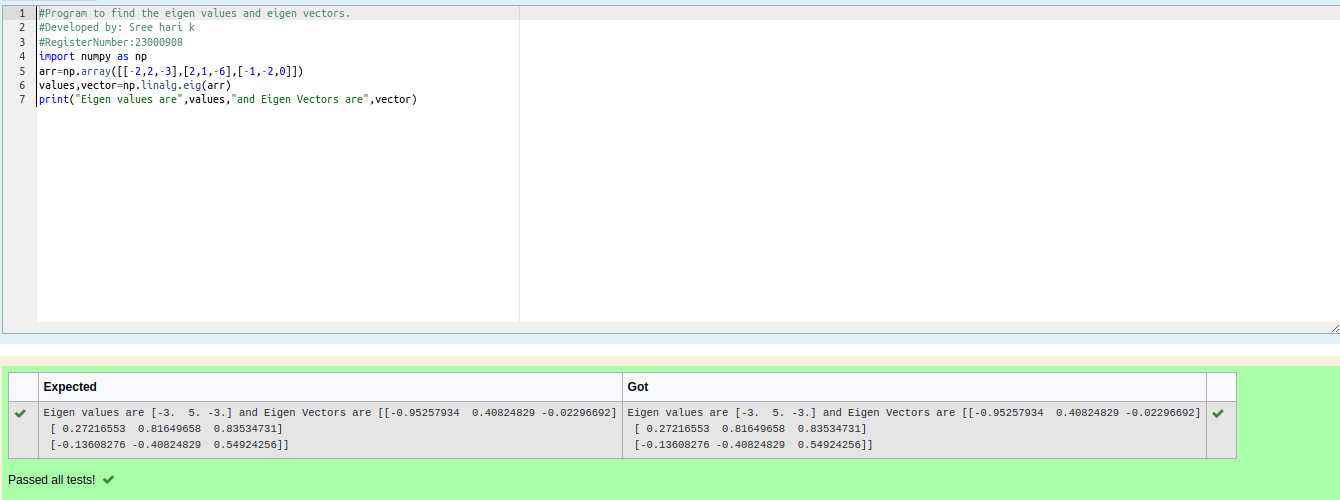 1 #Program to find the eigen values and eigen vectors.
2 #Developed by: Sree hari k
3 #RegisterNumber:23000908
4 import numpy as np
5 arr=np.array([[-2,2,-3],[2,1,-6],[-1,-2,0]])
6 values,vector=np.linalg.eig(arr)
7 print("Eigen values are",values,"and Eigen Vectors are",vector)
Expected Got
Eigen values are [-3.  5. -3.] and Eigen Vectors are [[-0.95257934  0.40824829 -0.02296692] Eigen values are [-3.  5. -3.] and Eigen Vectors are [[-0.95257934  0.40824829 -0.02296692]
[ 0.27216553  0.81649658  0.83534731] [ 0.27216553  0.81649658  0.83534731]
[-0.13608276 -0.40824829  0.54924256]] [-0.13608276 -0.40824829  0.54924256]]
Passed all tests!